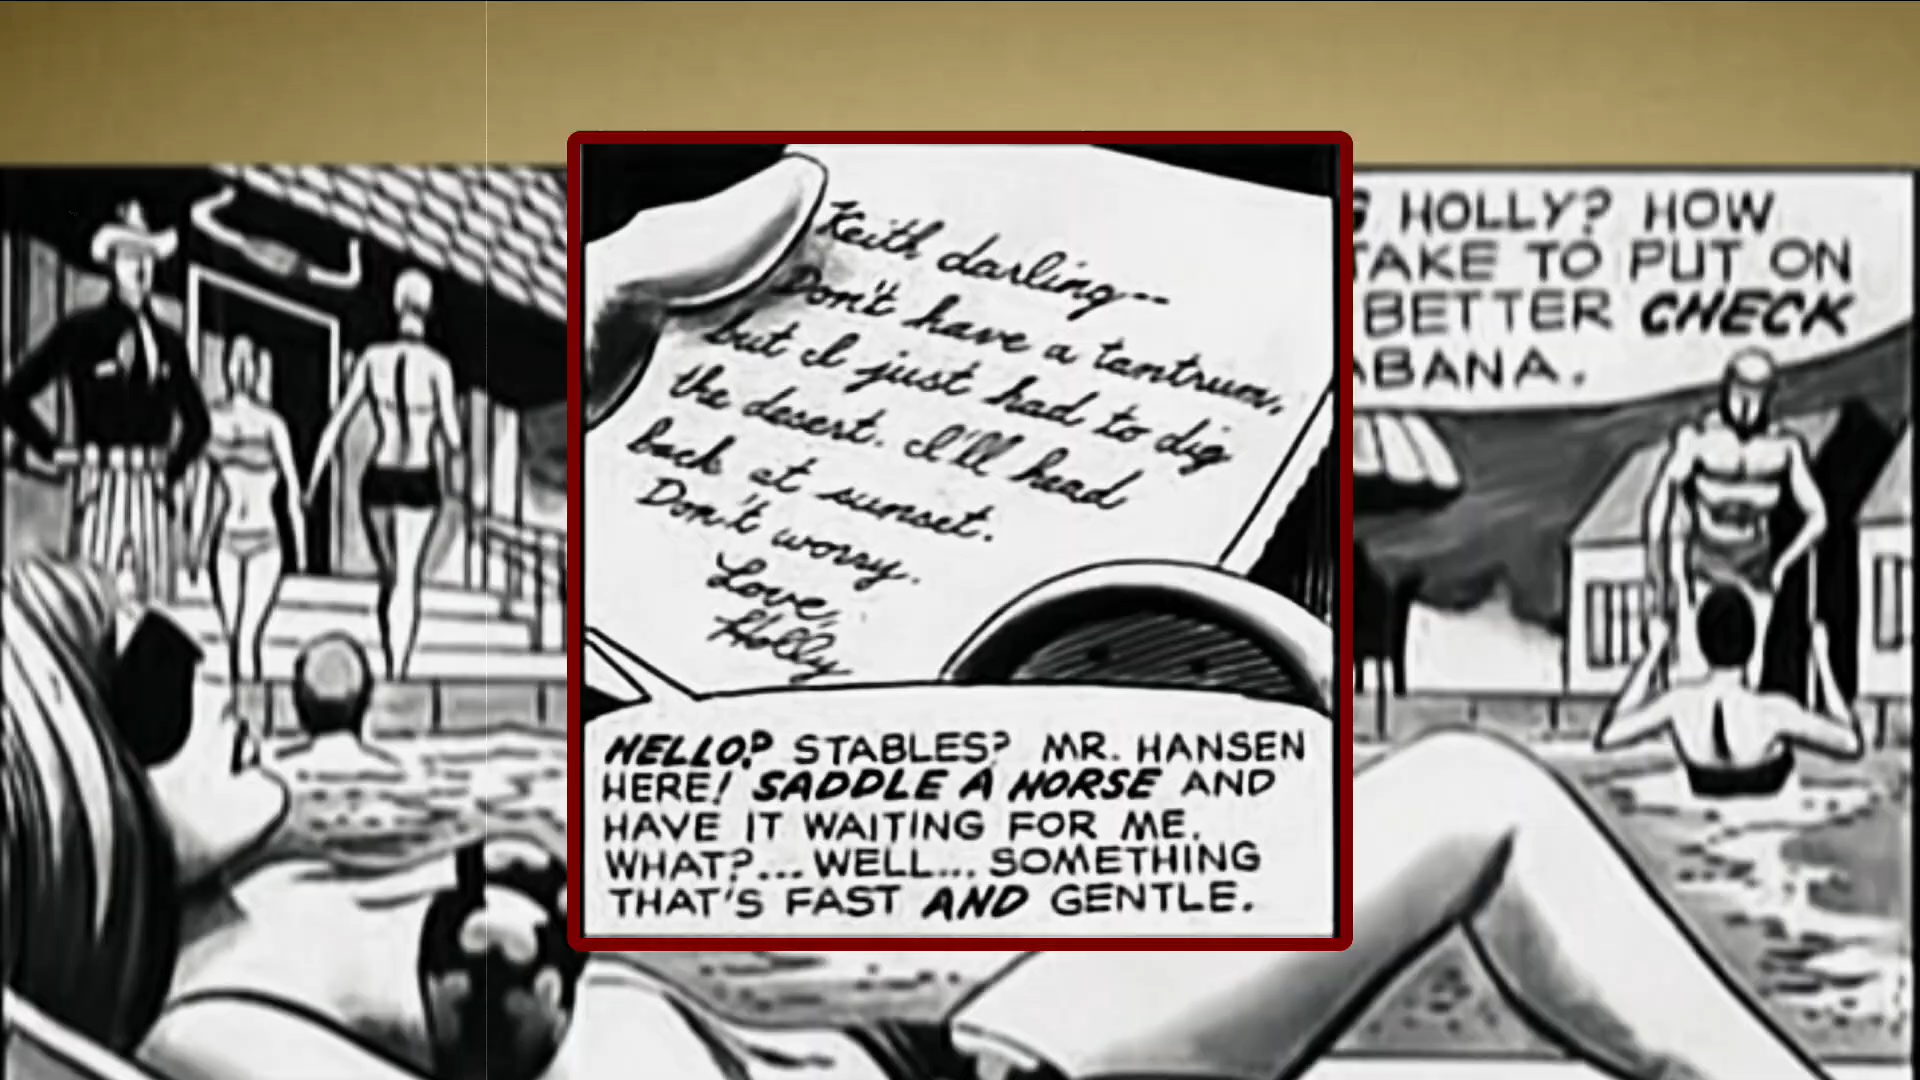 Keith darling--
Don't have a tantrum,
but I just had to dig
the desert. I'll head
back at sunset.
Don't worry.
Love,
Holly
HELLO? STABLES? MR. HANSEN
HERE! SADDLE A HORSE AND
HAVE IT WAITING FOR ME.
WHAT?... WELL... SOMETHING
THAT'S FAST AND GENTLE.
HOLLY? HOW
TAKE TO PUT ON
BETTER CHECK
ABANA.